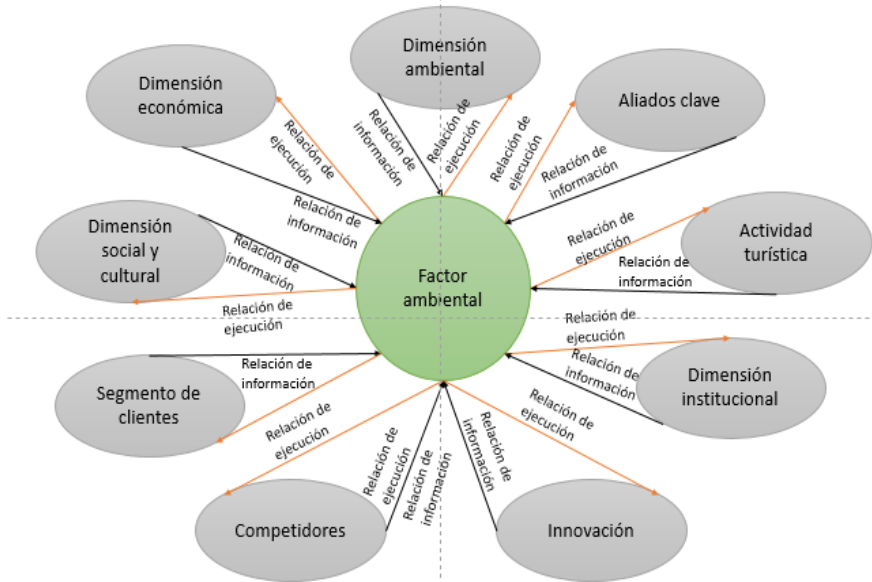 Dimensión
ambiental
Dimensión
económica
Aliados clave
Relación de
ejecución
Relación de
información
Relación de
ejecución
Relación de
ejecución
Relación de
información
Relación de
información
Dimensión
social y
cultural
Relación de
información
Relación de
ejecución
Factor
ambiental
Relación de
ejecución
Relación de
información
Actividad
turística
Relación de
ejecución
Relación de
información
Dimensión
institucional
Segmento de
clientes
Relación de
información
Relación de
ejecución
Relación de
ejecución
Relación de
información
Relación de
información
Relación de
ejecución
Competidores
Innovación